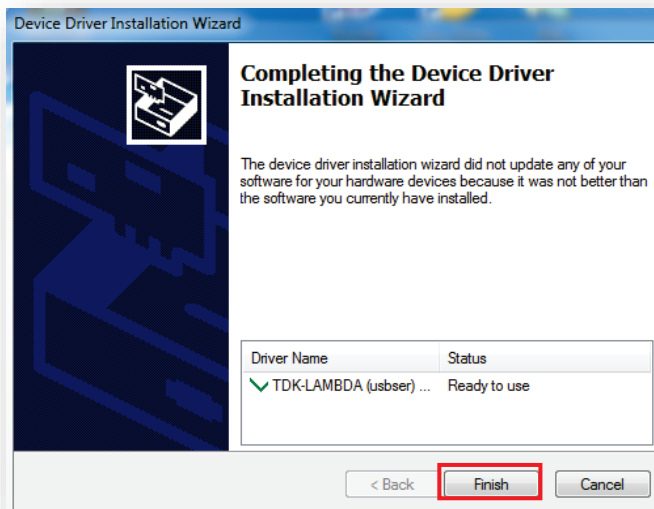 Device Driver Installation Wizard
Completing the Device Driver
Installation Wizard
The device driver installation wizard did not update any of your
software for your hardware devices because it was not better than
the software you currently have installed.
Driver Name Status
TDK-LAMBDA (usbser) ... Ready to use
< Back Finish Cancel